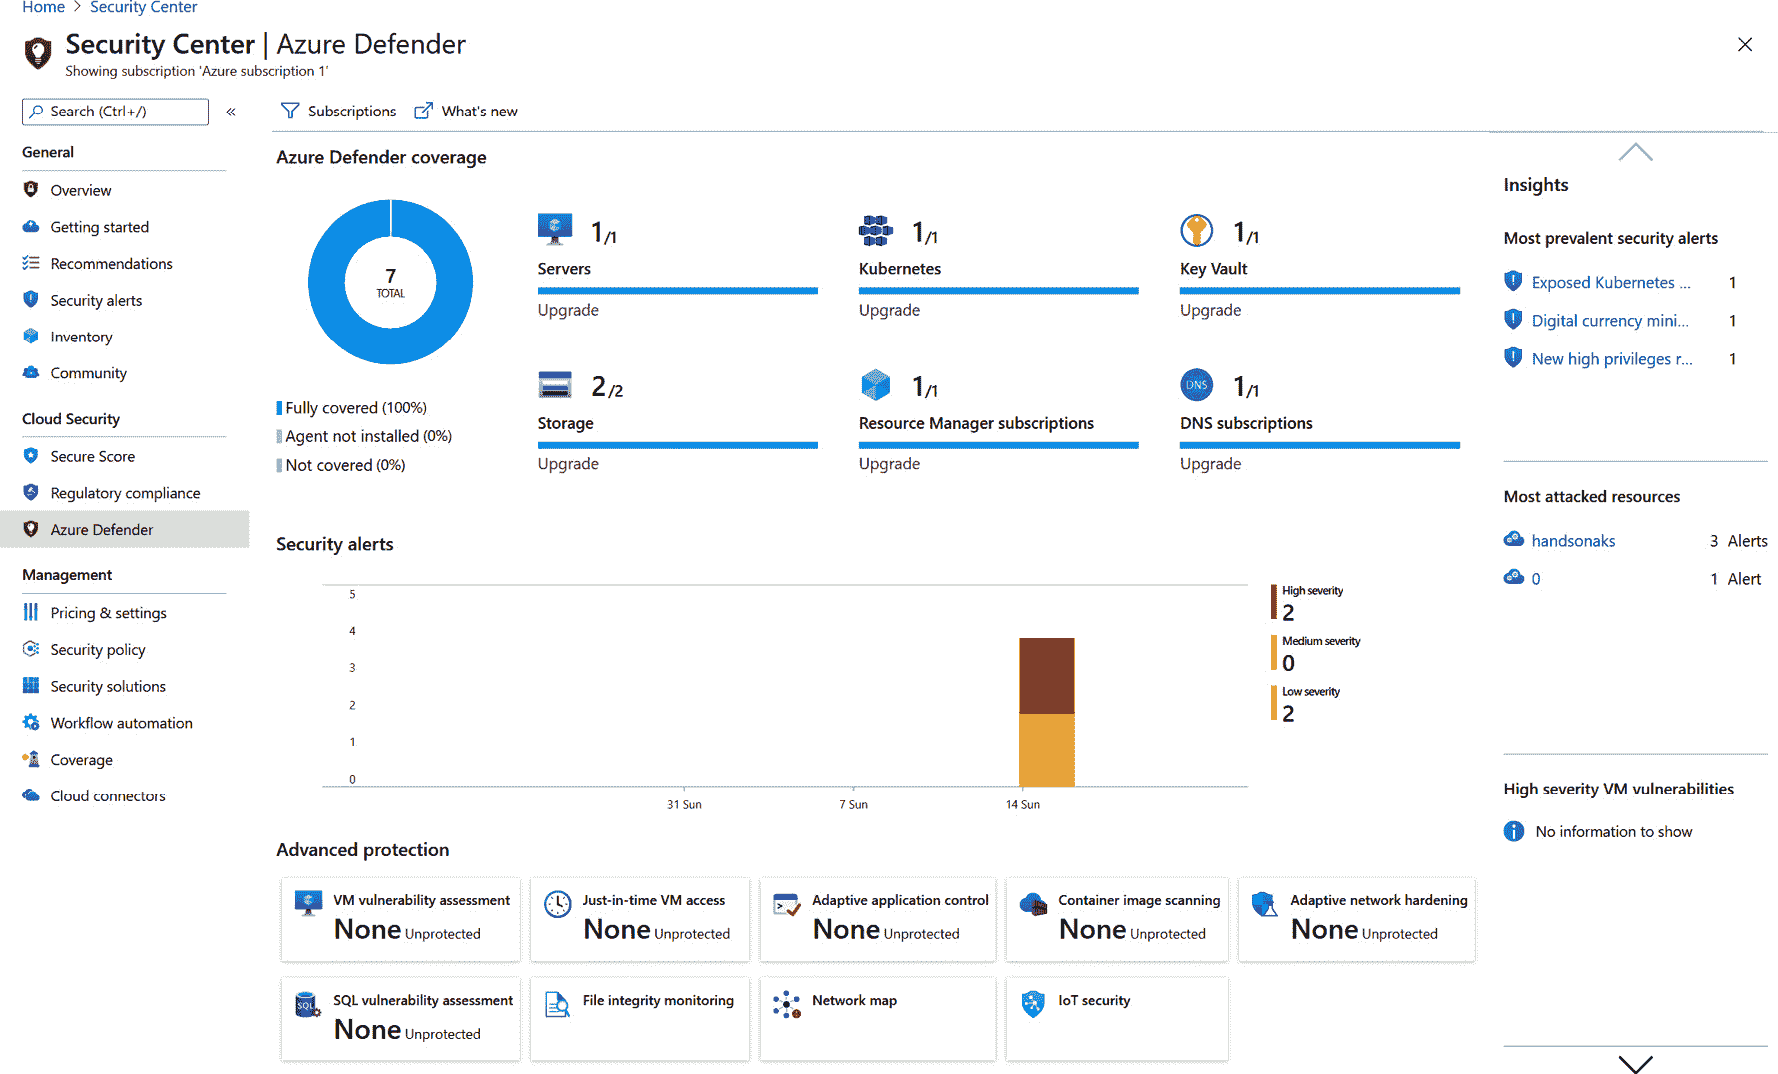 Home > Security Center
Security Center | Azure Defender
Showing subscription 'Azure subscription 1'
Search (Ctrl+/)
«
Subscriptions
What's new
General
Overview
Getting started
Recommendations
Security alerts
Inventory
Community
Cloud Security
Secure Score
Regulatory compliance
Azure Defender
Management
Pricing & settings
Security policy
Security solutions
Workflow automation
Coverage
Cloud connectors
Azure Defender coverage
7
TOTAL
Fully covered (100%)
Agent not installed (0%)
Not covered (0%)
1/1
Servers
Upgrade
1/1
Kubernetes
Upgrade
1/1
Key Vault
Upgrade
2/2
Storage
Upgrade
1/1
Resource Manager subscriptions
Upgrade
DNS
1/1
DNS subscriptions
Upgrade
Security alerts
5
4
3
2
1
0
31 Sun
7 Sun
14 Sun
High severity
2
Medium severity
0
Low severity
2
Advanced protection
VM vulnerability assessment
None Unprotected
Just-in-time VM access
None Unprotected
Adaptive application control
None Unprotected
Container image scanning
None Unprotected
Adaptive network hardening
None Unprotected
SQL
SQL vulnerability assessment
None Unprotected
File integrity monitoring
Network map
IoT security
Insights
Most prevalent security alerts
Exposed Kubernetes ... 1
Digital currency mini... 1
New high privileges r... 1
Most attacked resources
handsonaks 3 Alerts
0 1 Alert
High severity VM vulnerabilities
No information to show